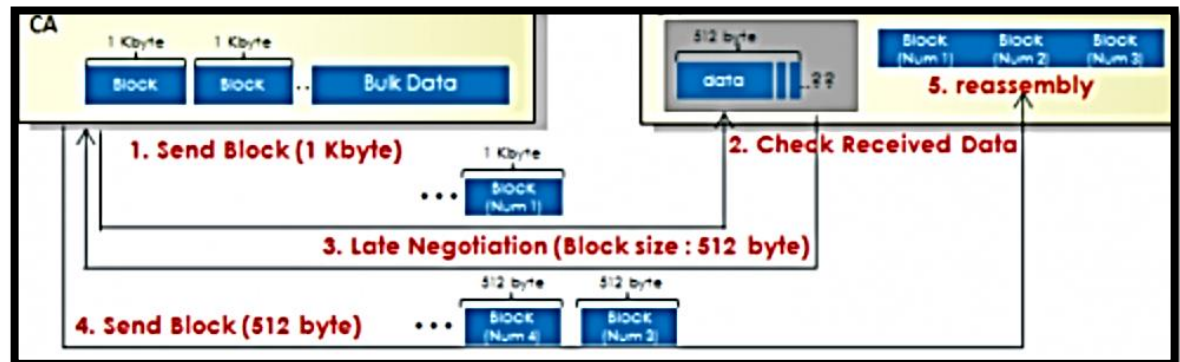 CA
1 Kbyte 1 Kbyte
Block Block .. Bulk Data
512 byte
data ..??
Block (Num 1) Block (Num 2) Block (Num 3)
5. reassembly
1. Send Block (1 Kbyte)
2. Check Received Data
1 Kbyte
... Block (Num 1)
3. Late Negotiation (Block size : 512 byte)
512 byte 512 byte
4. Send Block (512 byte)
... Block (Num 4) Block (Num 3)